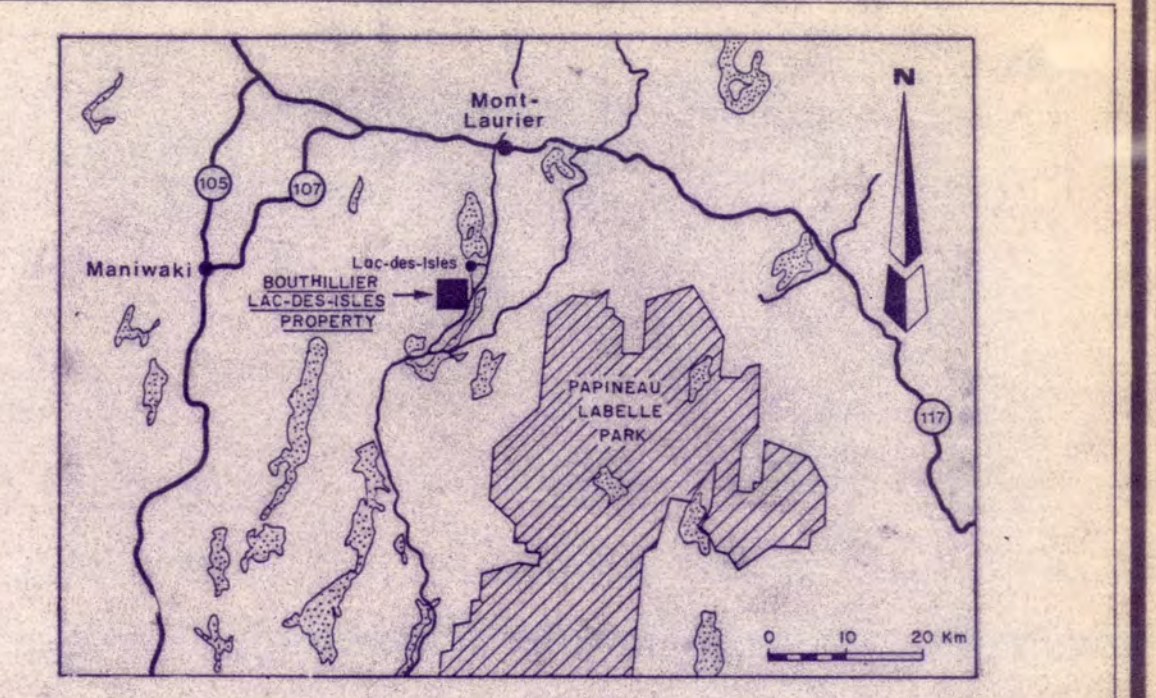 N
Mont-
Laurier
105
107
Lac-des-Isles
Maniwaki
BOUTHILLIER
LAC-DES-ISLES
PROPERTY
PAPINEAU
LABELLE
PARK
117
0 10 20 Km